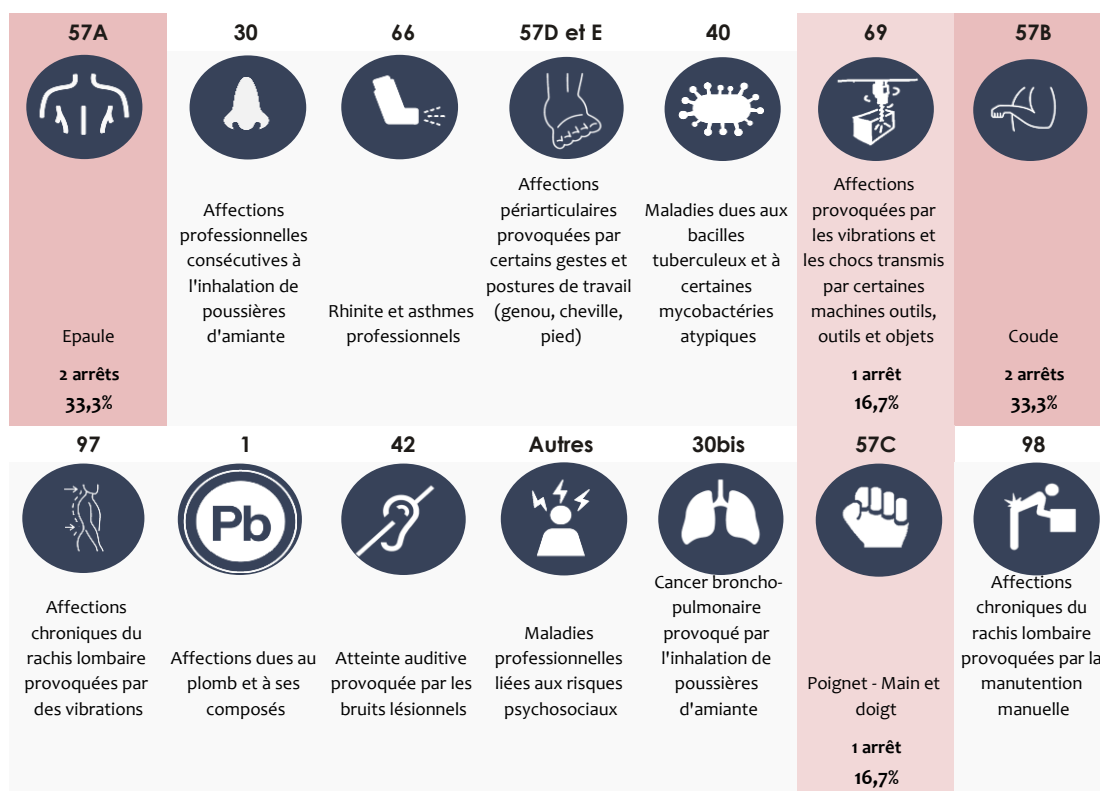 57A
30
66
57D et E
40
69
57B
Epaule
2 arrêts
33,3%
Affections
professionnelles
consécutives à
l'inhalation de
poussières
d'amiante
Rhinite et asthmes
professionnels
Affections
périarticulaires
provoquées par
certains gestes et
postures de travail
(genou, cheville,
pied)
Maladies dues aux
bacilles
tuberculeux et à
certaines
mycobactéries
atypiques
Affections
provoquées par
les vibrations et
les chocs transmis
par certaines
machines outils,
outils et objets
1 arrêt
16,7%
Coude
2 arrêts
33,3%
97
1
42
Autres
30bis
57C
98
Affections
chroniques du
rachis lombaire
provoquées par
des vibrations
Pb
Affections dues au
plomb et à ses
composés
Atteinte auditive
provoquée par les
bruits lésionnels
Maladies
professionnelles
liées aux risques
psychosociaux
Cancer broncho-
pulmonaire
provoqué par
l'inhalation de
poussières
d'amiante
Poignet - Main et
doigt
1 arrêt
16,7%
Affections
chroniques du
rachis lombaire
provoquées par la
manutention
manuelle